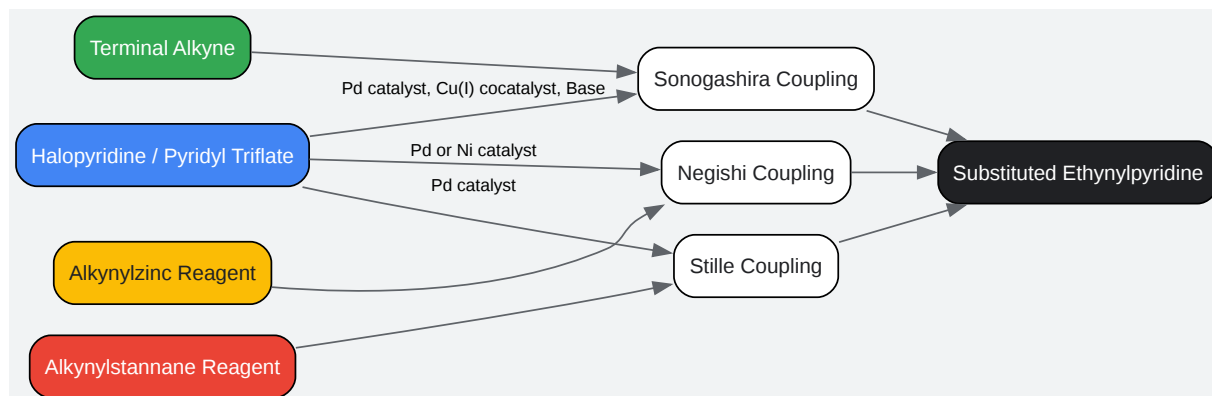 Terminal Alkyne
Sonogashira Coupling
Pd catalyst, Cu(I) cocatalyst, Base
Halopyridine / Pyridyl Triflate
Pd or Ni catalyst
Negishi Coupling
Substituted Ethynylpyridine
Pd catalyst
Alkynylzinc Reagent
Stille Coupling
Alkynylstannane Reagent